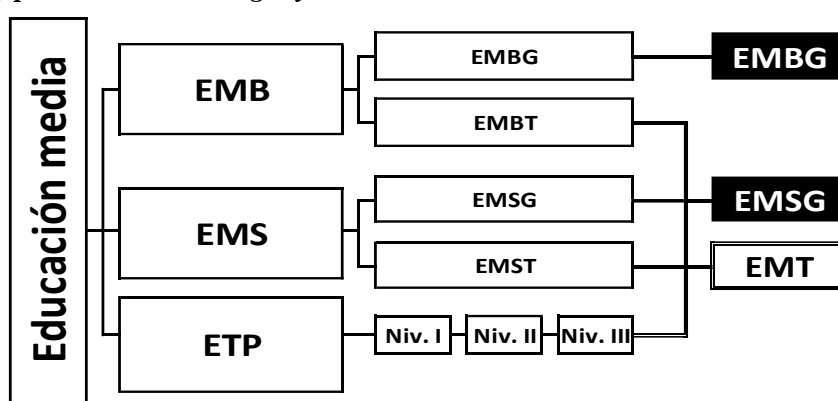 Educación media
EMB
EMBG
EMBG
EMBT
EMS
EMSG
EMSG
EMST
EMT
ETP
Niv. I
Niv. II
Niv. III